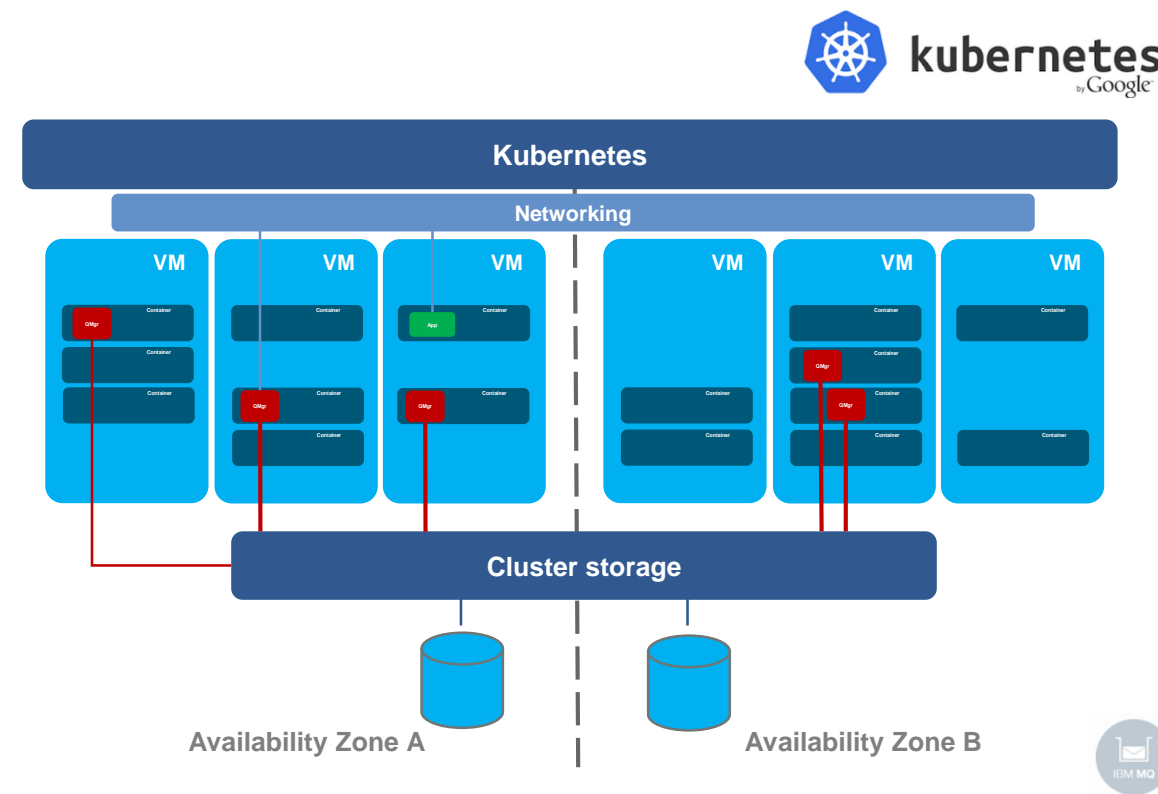 kubernetes
by Google
Kubernetes
Networking
VM
VM
VM
VM
VM
VM
Container
QMgr
Container
Container
Container
QMgr
Container
Container
Container
App
Container
QMgr
Container
Container
Container
Container
QMgr
Container
QMgr
Container
Container
Container
Cluster storage
Availability Zone A
Availability Zone B
IBM MQ